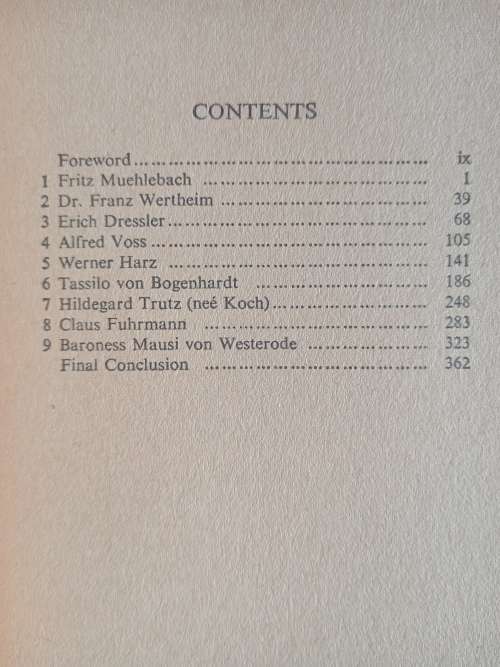 CONTENTS
Foreword ................................................ ix
1 Fritz Muehlebach ....................................... 1
2 Dr. Franz Wertheim .................................... 39
3 Erich Dressler ............................................. 68
4 Alfred Voss ................................................ 105
5 Werner Harz ............................................. 141
6 Tassilo von Bogenhardt .............................. 186
7 Hildegard Trutz (neé Koch) ........................... 248
8 Claus Fuhrmann ....................................... 283
9 Baroness Mausi von Westerode ..................... 323
Final Conclusion ....................................... 362